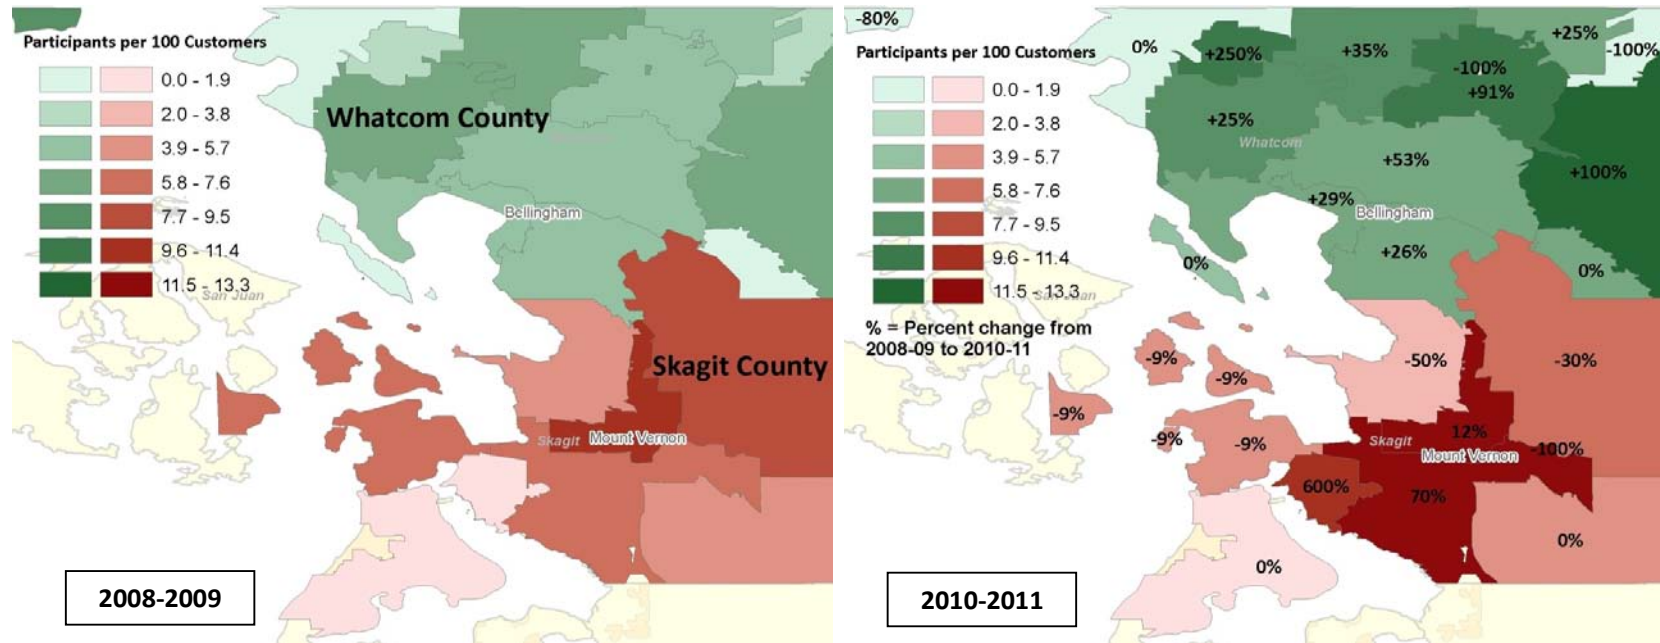 Participants per 100 Customers
0.0 - 1.9
2.0 - 3.8
3.9 - 5.7
5.8 - 7.6
7.7 - 9.5
9.6 - 11.4
11.5 - 13.3
Whatcom County
Bellingham
San Juan
Skagit County
Skagit
Mount Vernon
2008-2009
-80%
Participants per 100 Customers
0.0 - 1.9
2.0 - 3.8
3.9 - 5.7
5.8 - 7.6
7.7 - 9.5
9.6 - 11.4
11.5 - 13.3
% = Percent change from
2008-09 to 2010-11
0%
+250%
+35%
+25%
-100%
-100%
+91%
+25%
Whatcom
+53%
+100%
+29%
Bellingham
+26%
0%
0%
San Juan
-9%
-9%
-50%
-30%
-9%
-9%
-9%
Skagit
12%
Mount Vernon
-100%
600%
70%
0%
0%
2010-2011